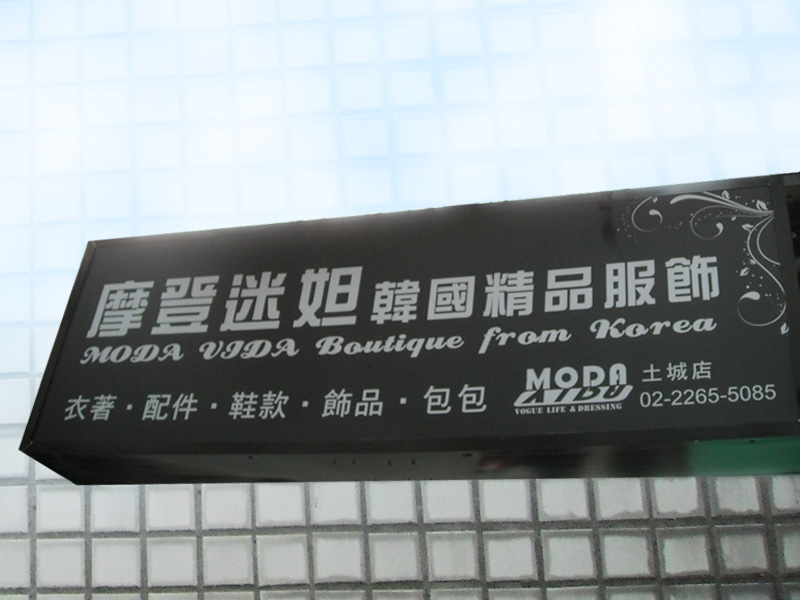 摩登迷妲 韓國精品服飾
MODA VIDA Boutique from Korea
衣著·配件·鞋款·飾品·包包
MODA
VIDA
VOGUE LIFE & DRESSING
土城店
02-2265-5085